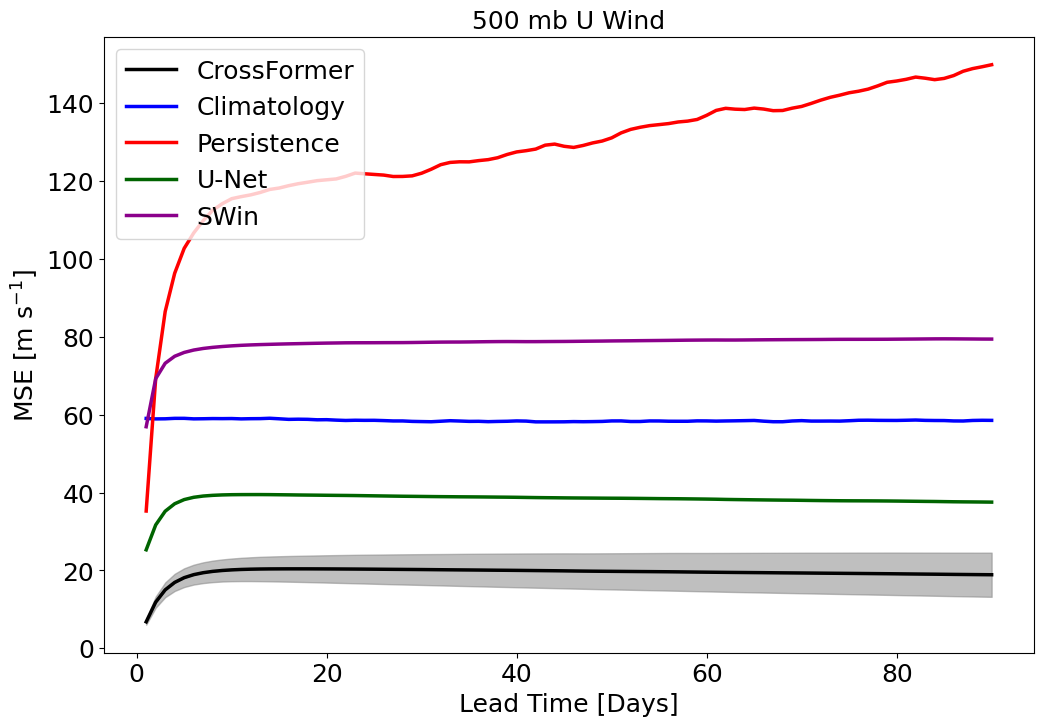 500 mb U Wind
CrossFormer
Climatology
Persistence
U-Net
SWin
MSE [m s⁻¹]
140
120
100
80
60
40
20
0
0 20 40 60 80
Lead Time [Days]